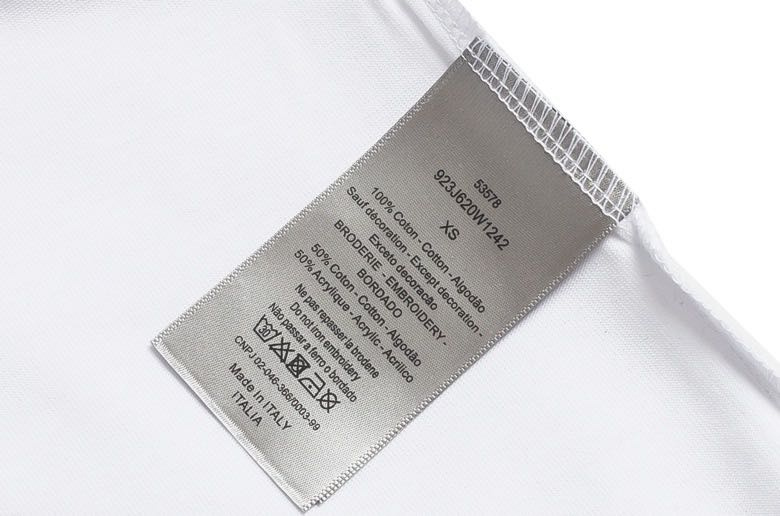 53578
923J620W1242
XS
100% Coton - Cotton - Algodão
Sauf décoration - Except decoration -
Exceto decoração
BRODERIE - EMBROIDERY -
BORDADO
50% Coton - Cotton - Algodão
50% Acrylique - Acrylic - Acrilico
Ne pas repasser la broderie
Do not iron embroidery
Não passar a ferro o bordado
30
CNPJ 02-046-366/0003-99
Made in ITALY
ITALIA